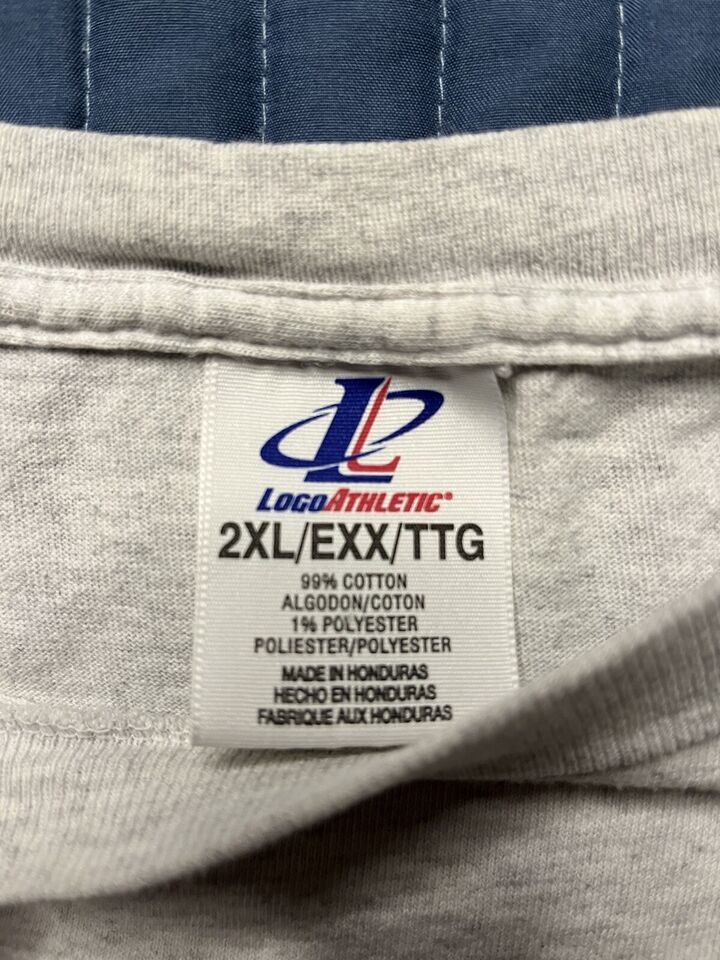 LOGOATHLETIC®
2XL/EXX/TTG
99% COTTON
ALGODON/COTON
1% POLYESTER
POLIESTER/POLYESTER
MADE IN HONDURAS
HECHO EN HONDURAS
FABRIQUE AUX HONDURAS